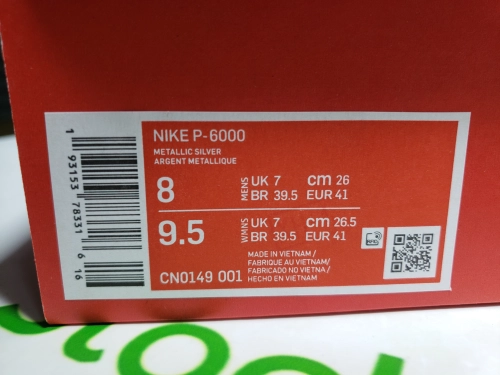 NIKE P-6000
METALLIC SILVER
ARGENT METALLIQUE
8 MENS UK 7 cm 26
BR 39.5 EUR 41
9.5 WMNS UK 7 cm 26.5
BR 39.5 EUR 41
MADE IN VIETNAM /
FABRIQUE AU VIETNAM/
FABRICADO NO VIETNA /
CN0149 001 HECHO EN VIETNAM
1 93153 78331 6 16